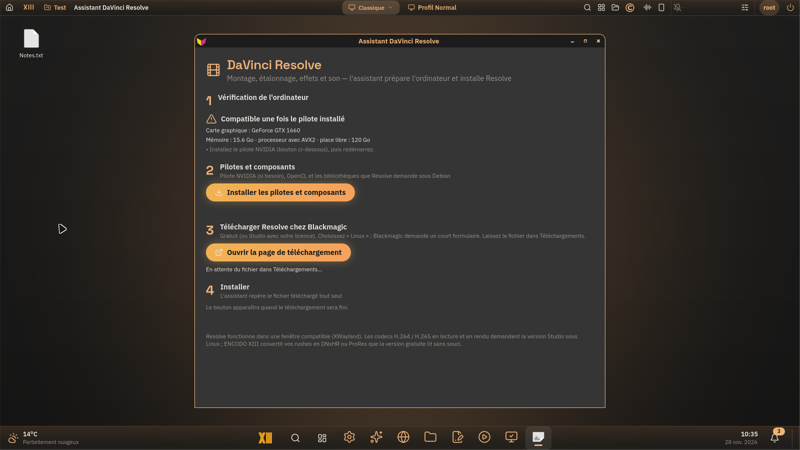 XIII
Test
Assistant DaVinci Resolve
Classique
Profil Normal
root
Notes.txt
Assistant DaVinci Resolve
DaVinci Resolve
Montage, étalonnage, effets et son — l'assistant prépare l'ordinateur et installe Resolve
1 Vérification de l'ordinateur
Compatible une fois le pilote installé
Carte graphique : GeForce GTX 1660
Mémoire : 15.6 Go · processeur avec AVX2 · place libre : 120 Go
• Installez le pilote NVIDIA (bouton ci-dessous), puis redémarrez.
2 Pilotes et composants
Pilote NVIDIA (si besoin), OpenCL et les bibliothèques que Resolve demande sous Debian
Installer les pilotes et composants
3 Télécharger Resolve chez Blackmagic
Gratuit (ou Studio avec votre licence). Choisissez « Linux » ; Blackmagic demande un court formulaire. Laissez le fichier dans Téléchargements.
Ouvrir la page de téléchargement
En attente du fichier dans Téléchargements…
4 Installer
L'assistant repère le fichier téléchargé tout seul
Le bouton apparaîtra quand le téléchargement sera fini.
Resolve fonctionne dans une fenêtre compatible (XWayland). Les codecs H.264 / H.265 en lecture et en rendu demandent la version Studio sous
Linux ; ENCODO XIII convertit vos rushes en DNxHR ou ProRes que la version gratuite lit sans souci.
14°C
Partiellement nuageux
XIII
10:35
28 nov. 2026
3